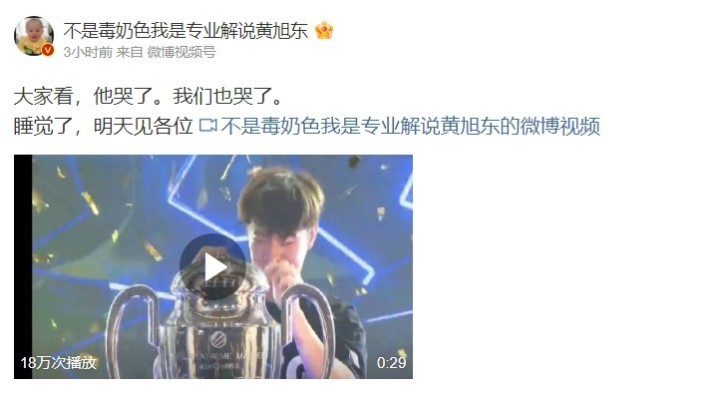 不是毒奶色我是专业解说黄旭东
3小时前 来自 微博视频号
大家看，他哭了。我们也哭了。
睡觉了，明天见各位 不是毒奶色我是专业解说黄旭东的微博视频
18万次播放
0:29